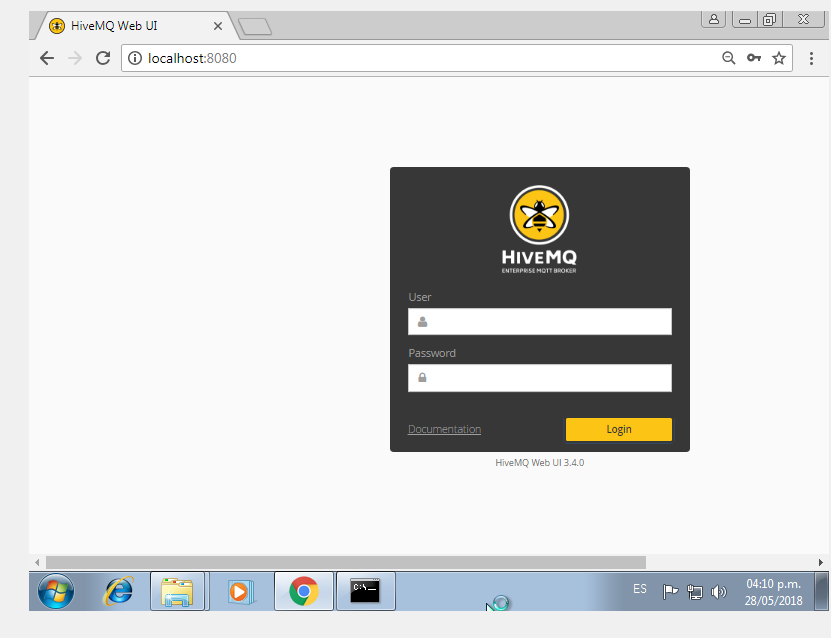 HiveMQ Web UI
localhost:8080
HIVEMQ
ENTERPRISE MQTT BROKER
User
Password
Documentation
Login
HiveMQ Web UI 3.4.0
C:\_
ES
04:10 p.m.
28/05/2018